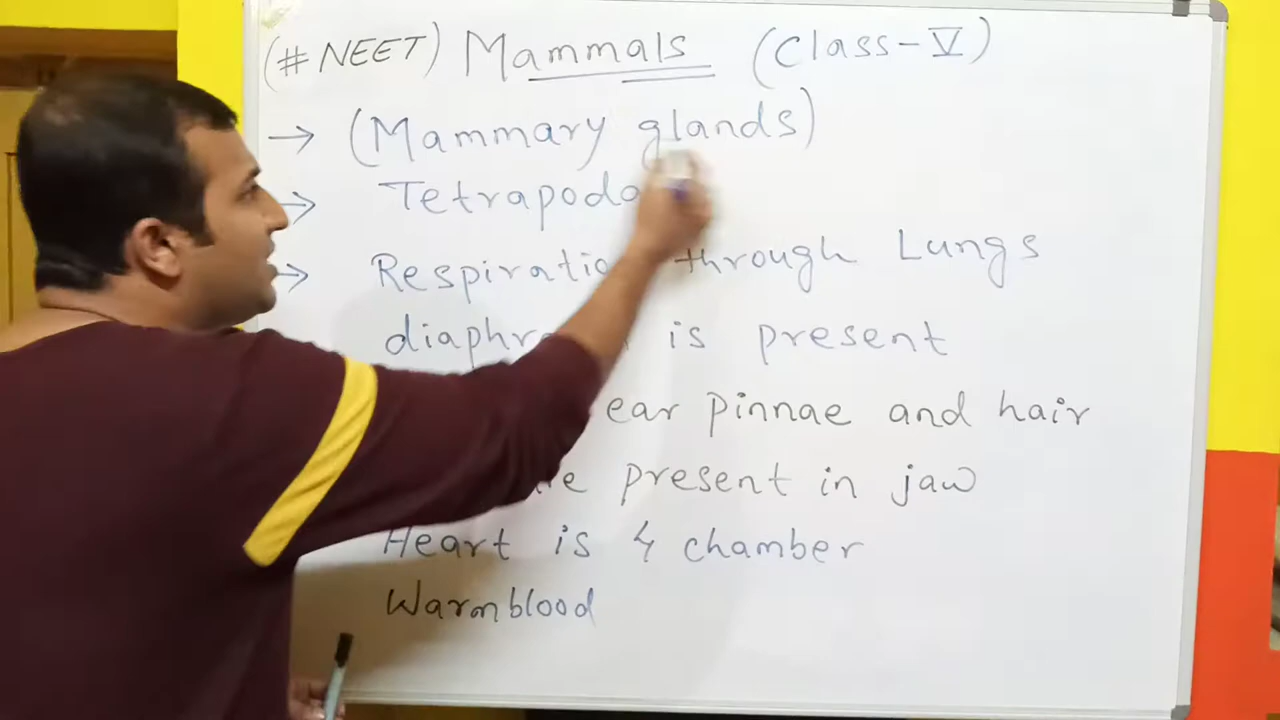 (#NEET) Mammals (Class-V)
→ (Mammary glands)
→ Tetrapoda
→ Respiration through Lungs
is present
ear pinnae and hair
present in jaw
Heart is 4 chamber
Warmblood